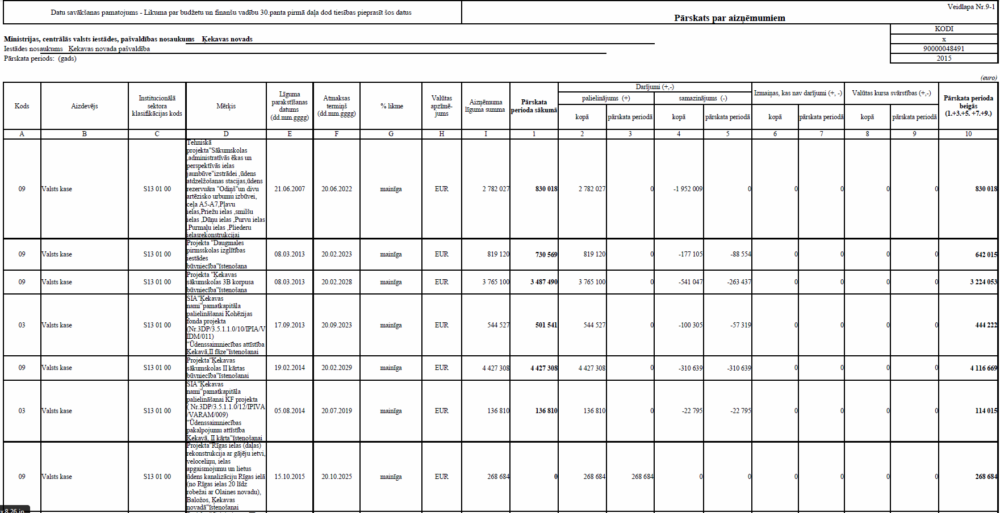 Datu savākšanas pamatojums - Likuma par budžetu un finanšu vadību 30.panta pirmā daļa dod tiesības pieprasīt šos datus
Veidlapa Nr.9-1
Pārskats par aizņēmumiem
KODI
Ministrijas, centrālās valsts iestādes, pašvaldības nosaukums Ķekavas novads
x
Iestādes nosaukums Ķekavas novada pašvaldība
90000048491
Pārskata periods: (gads)
2015
(euro)
Kods
Aizdevējs
Institucionālā
sektora
klasifikācijas kods
Mērķis
Līguma
parakstīšanas
datums
(dd.mm.gggg)
Atmaksas
termiņš
(dd.mm.gggg)
% likme
Valūtas
apzīmē-
jums
Aizņēmuma
līguma summa
Pārskata
perioda sākumā
Darījumi (+,-)
palielinājums (+)
samazinājums (-)
Izmaiņas, kas nav darījumi (+, -)
Valūtas kursa svārstības (+,-)
Pārskata perioda
beigās
(1.+3.+5. +7.+9.)
kopā pārskata periodā kopā pārskata periodā kopā pārskata periodā kopā pārskata periodā
A B C D E F G H I 1 2 3 4 5 6 7 8 9 10
09 Valsts kase S13 01 00
Tehniskā
projekta"Sākumskolas
,administratīvās ēkas un
perspektīvās ielas
jaunbūve"izstrādei ,ūdens
atdzelžošanas stacijas,ūdens
rezervuāra "Odiņš"un divu
artēzisko urbumu izbūvei,
ceļa A5-A7,Pļavu
ielas,Priežu ielas ,smilšu
ielas ,Dūņu ielas ,Purvu ielas
,Purmaļu ielas ,Pliederu
ielasrekonstrukcijai
21.06.2007 20.06.2022 mainīga EUR 2 782 027 830 018 2 782 027 0 -1 952 009 0 0 0 0 0 830 018
09 Valsts kase S13 01 00
Projekta "Daugmales
pirmsskolas izglītības
iestādes
būvniecība"īstenošana
08.03.2013 20.02.2023 mainīga EUR 819 120 730 569 819 120 0 -177 105 -88 554 0 0 0 0 642 015
09 Valsts kase S13 01 00
Projekta "Ķekavas
sākumskolas 3B korpusa
būvniecība"īstenošana
08.03.2013 20.02.2028 mainīga EUR 3 765 100 3 487 490 3 765 100 0 -541 047 -263 437 0 0 0 0 3 224 053
03 Valsts kase S13 01 00
SIA"Ķekavas
nami"pamatkapitāla
palielināšanai Kohēzijas
fonda projekta
(Nr.3DP/3.5.1.1.0/10/IPIA/V
IDM/011)
"Ūdenssaimniecības attīstība
Ķekavā,II fāze"īstenošanai
17.09.2013 20.09.2023 mainīga EUR 544 527 501 541 544 527 0 -100 305 -57 319 0 0 0 0 444 222
09 Valsts kase S13 01 00
Projekta"Ķekavas
sākumskolas II kārtas
būvniecība"īstenošanai
19.02.2014 20.02.2029 mainīga EUR 4 427 308 4 427 308 4 427 308 0 -310 639 -310 639 0 0 0 0 4 116 669
03 Valsts kase S13 01 00
SIA"Ķekavas
nami"pamatkapitāla
palielināšanai KF projekta
( Nr.3DP/3.5.1.1.0/12/IPIVA
/VARAM/009)
"Ūdenssaimniecības
pakalpojumu attīstība
Ķekavā, II kārta"īstenošanai
05.08.2014 20.07.2019 mainīga EUR 136 810 136 810 136 810 0 -22 795 -22 795 0 0 0 0 114 015
09 Valsts kase S13 01 00
Projekta"Rīgas ielas (daļas)
rekonstrukcija ar gājēju ietvi,
veloceliņu, ielas
apgaismojumu un lietus
ūdens kanalizāciju Rīgas ielā
(no Rīgas ielas 20 līdz
robežai ar Olaines novadu),
Baložos, Ķekavas
novadā"īstenošanai
15.10.2015 20.10.2025 mainīga EUR 268 684 0 268 684 268 684 0 0 0 0 0 0 268 684
x 8,26 in